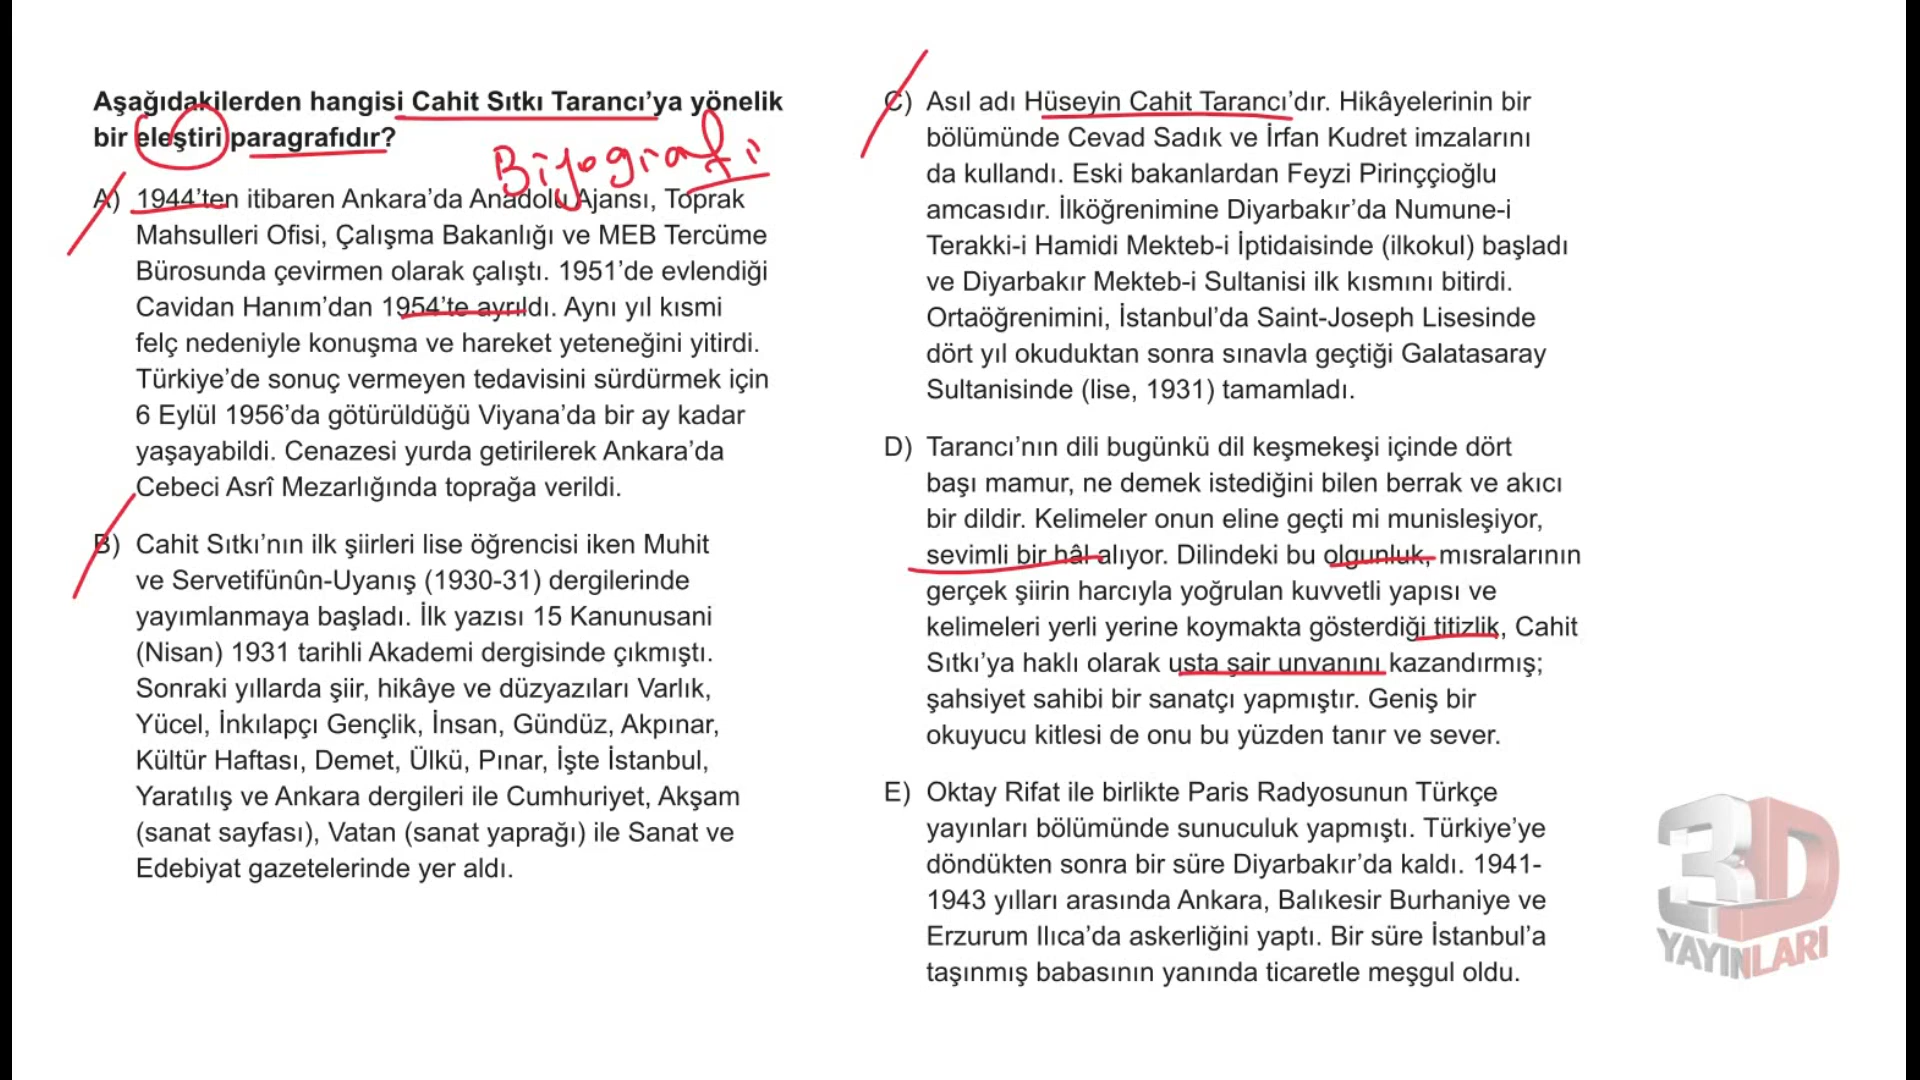 Aşağıdakilerden hangisi Cahit Sıtkı Tarancı’ya yönelik
bir eleştiri paragrafıdır?
Biyografi
A) 1944’ten itibaren Ankara’da Anadolu Ajansı, Toprak
Mahsulleri Ofisi, Çalışma Bakanlığı ve MEB Tercüme
Bürosunda çevirmen olarak çalıştı. 1951’de evlendiği
Cavidan Hanım’dan 1954’te ayrıldı. Aynı yıl kısmi
felç nedeniyle konuşma ve hareket yeteneğini yitirdi.
Türkiye’de sonuç vermeyen tedavisini sürdürmek için
6 Eylül 1956’da götürüldüğü Viyana’da bir ay kadar
yaşayabildi. Cenazesi yurda getirilerek Ankara’da
Cebeci Asrî Mezarlığında toprağa verildi.
B) Cahit Sıtkı’nın ilk şiirleri lise öğrencisi iken Muhit
ve Servetifünûn-Uyanış (1930-31) dergilerinde
yayımlanmaya başladı. İlk yazısı 15 Kanunusani
(Nisan) 1931 tarihli Akademi dergisinde çıkmıştı.
Sonraki yıllarda şiir, hikâye ve düzyazıları Varlık,
Yücel, İnkılapçı Gençlik, İnsan, Gündüz, Akpınar,
Kültür Haftası, Demet, Ülkü, Pınar, İşte İstanbul,
Yaratılış ve Ankara dergileri ile Cumhuriyet, Akşam
(sanat sayfası), Vatan (sanat yaprağı) ile Sanat ve
Edebiyat gazetelerinde yer aldı.
C) Asıl adı Hüseyin Cahit Tarancı’dır. Hikâyelerinin bir
bölümünde Cevad Sadık ve İrfan Kudret imzalarını
da kullandı. Eski bakanlardan Feyzi Pirinççioğlu
amcasıdır. İlköğrenimine Diyarbakır’da Numune-i
Terakki-i Hamidi Mekteb-i İptidaisinde (ilkokul) başladı
ve Diyarbakır Mekteb-i Sultanisi ilk kısmını bitirdi.
Ortaöğrenimini, İstanbul’da Saint-Joseph Lisesinde
dört yıl okuduktan sonra sınavla geçtiği Galatasaray
Sultanisinde (lise, 1931) tamamladı.
D) Tarancı’nın dili bugünkü dil keşmekeşi içinde dört
başı mamur, ne demek istediğini bilen berrak ve akıcı
bir dildir. Kelimeler onun eline geçti mi munisleşiyor,
sevimli bir hâl alıyor. Dilindeki bu olgunluk, mısralarının
gerçek şiirin harcıyla yoğrulan kuvvetli yapısı ve
kelimeleri yerli yerine koymakta gösterdiği titizlik, Cahit
Sıtkı’ya haklı olarak usta şair unvanını kazandırmış;
şahsiyet sahibi bir sanatçı yapmıştır. Geniş bir
okuyucu kitlesi de onu bu yüzden tanır ve sever.
E) Oktay Rifat ile birlikte Paris Radyosunun Türkçe
yayınları bölümünde sunuculuk yapmıştı. Türkiye’ye
döndükten sonra bir süre Diyarbakır’da kaldı. 1941-
1943 yılları arasında Ankara, Balıkesir Burhaniye ve
Erzurum Ilıca’da askerliğini yaptı. Bir süre İstanbul’a
taşınmış babasının yanında ticaretle meşgul oldu.
3D
YAYINLARI